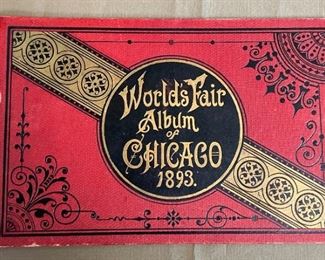 World's Fair
Album
of
CHICAGO
1893.